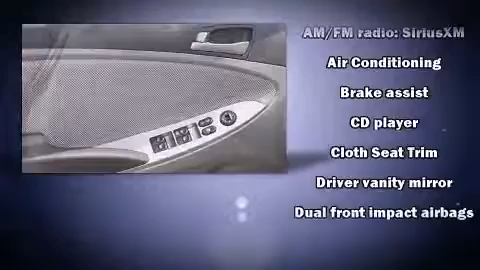 AM/FM radio: SiriusXM
Air Conditioning
Brake assist
CD player
Cloth Seat Trim
Driver vanity mirror
Dual front impact airbags